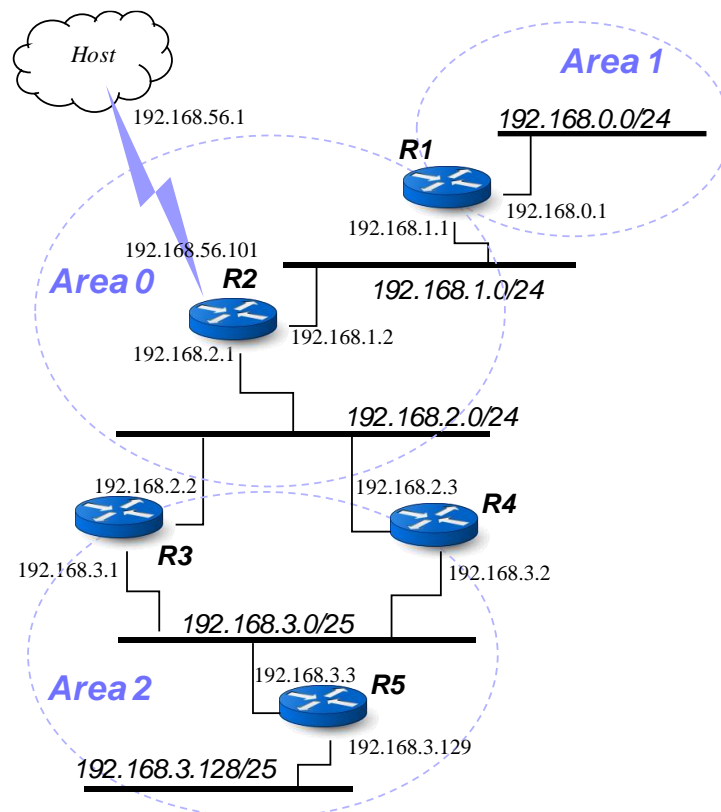 Host
Area 1
192.168.56.1
192.168.0.0/24
R1
192.168.0.1
192.168.1.1
192.168.56.101
Area 0
R2
192.168.1.0/24
192.168.1.2
192.168.2.1
192.168.2.0/24
192.168.2.2
192.168.2.3
R4
R3
192.168.3.1
192.168.3.2
192.168.3.0/25
192.168.3.3
R5
Area 2
192.168.3.129
192.168.3.128/25